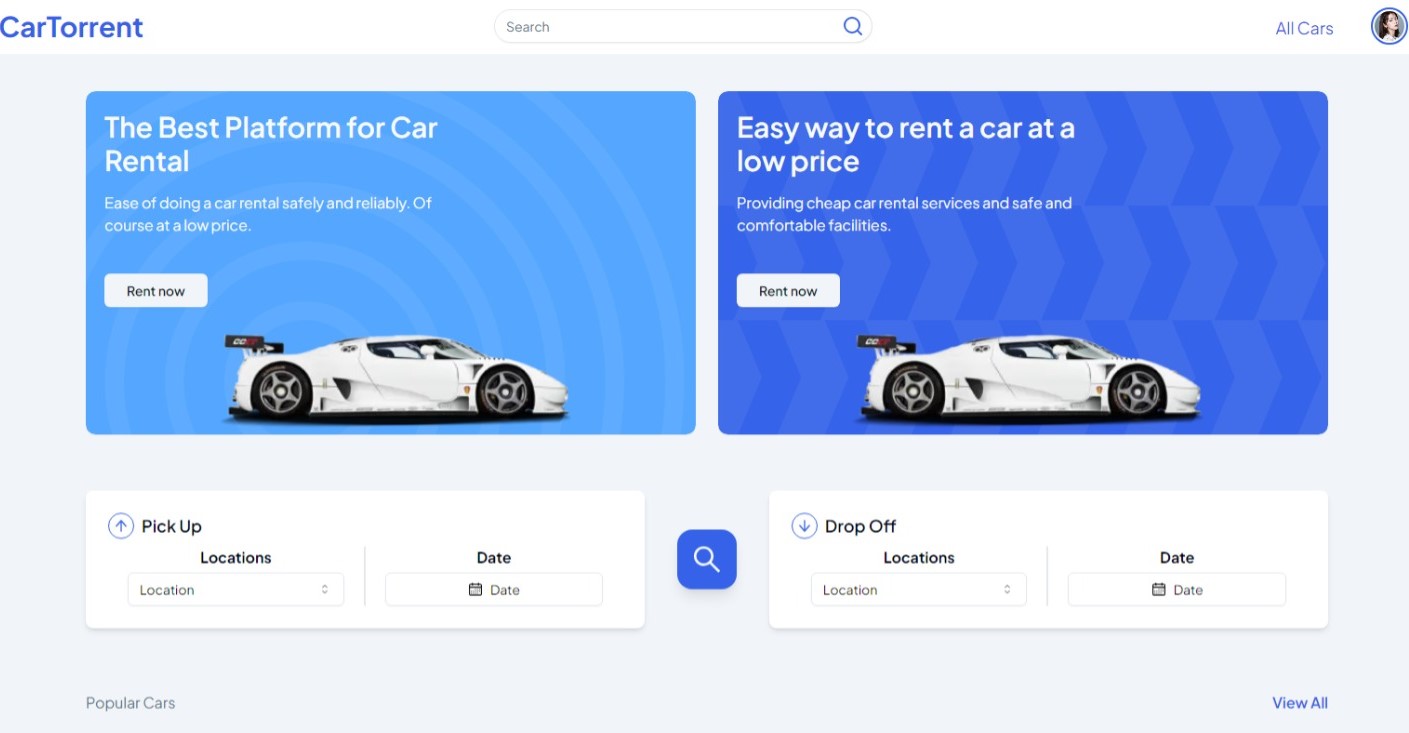 CarTorrent
Search
All Cars
The Best Platform for Car
Rental
Ease of doing a car rental safely and reliably. Of
course at a low price.
Rent now
Easy way to rent a car at a
low price
Providing cheap car rental services and safe and
comfortable facilities.
Rent now
Pick Up
Locations
Date
Location
Date
Drop Off
Locations
Date
Location
Date
Popular Cars
View All